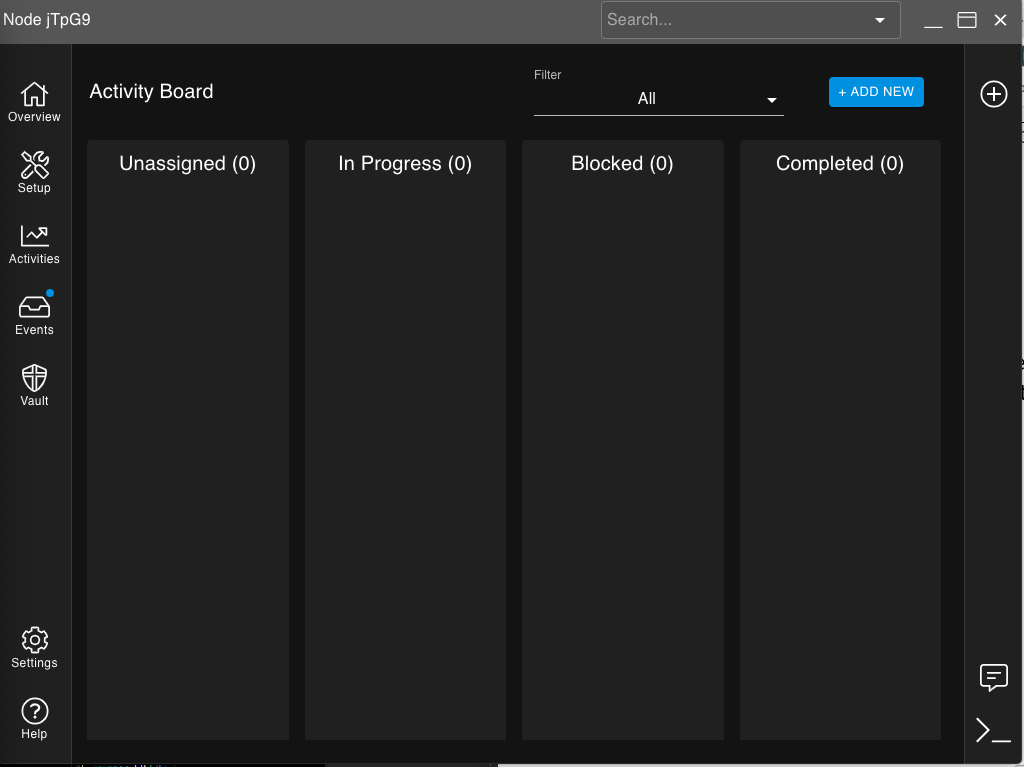 Node jTpG9
Search...
Overview
Setup
Activities
Events
Vault
Settings
Help
Activity Board
Filter
All
+ ADD NEW
Unassigned (0)
In Progress (0)
Blocked (0)
Completed (0)